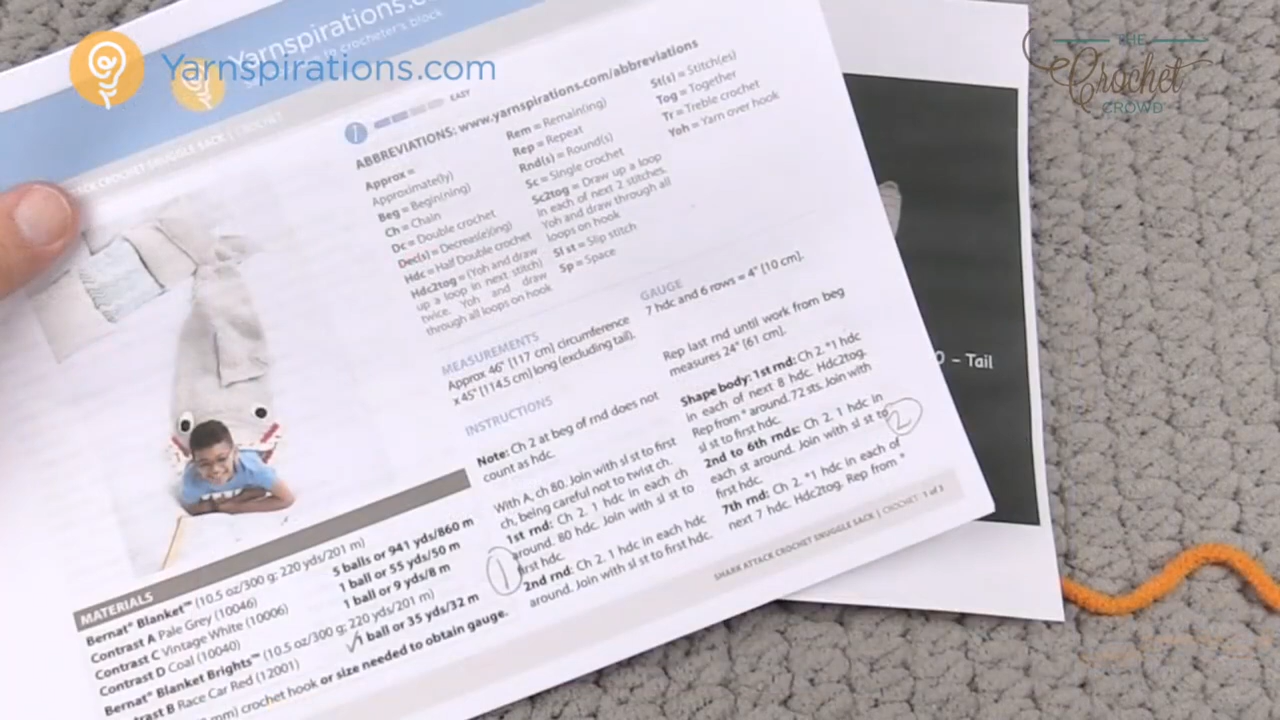 Yarnspirations.co
to crocheter's block
Yarnspirations.com
THE
Crochet
CROWD
ACK CROCHET SNUGGLE SACK | CROCHET
EASY
ABBREVIATIONS: www.yarnspirations.com/abbreviations
Approx =
Approximate(ly)
Beg = Begin(ning)
Ch = Chain
Dc = Double crochet
Dec(s) = Decreas(e)(ing)
Hdc = Half Double crochet
Hdc2tog = (Yoh and draw
up a loop in next stitch)
twice. Yoh and draw
through all loops on hook
Rem = Remain(ing)
Rep = Repeat
Rnd(s) = Round(s)
Sc = Single crochet
Sc2tog = Draw up a loop
in each of next 2 stitches.
Yoh and draw through all
loops on hook
Sl st = Slip stitch
Sp = Space
St(s) = Stitch(es)
Tog = Together
Tr = Treble crochet
Yoh = Yarn over hook
MEASUREMENTS
Approx 46" [117 cm] circumference
x 45" [114.5 cm] long (excluding tail).
GAUGE
7 hdc and 6 rows = 4" [10 cm].
INSTRUCTIONS
Note: Ch 2 at beg of rnd does not
count as hdc.
With A, ch 80. Join with sl st to first
ch, being careful not to twist ch.
1st rnd: Ch 2. 1 hdc in each ch
around. 80 hdc. Join with sl st to
first hdc.
1
2nd rnd: Ch 2. 1 hdc in each hdc
around. Join with sl st to first hdc.
Rep last rnd until work from beg
measures 24" [61 cm].
Shape body: 1st rnd: Ch 2. *1 hdc
in each of next 8 hdc. Hdc2tog.
Rep from * around. 72 sts. Join with
sl st to first hdc.
2nd to 6th rnds: Ch 2. 1 hdc in
each st around. Join with sl st to
2
first hdc.
7th rnd: Ch 2. *1 hdc in each of
next 7 hdc. Hdc2tog. Rep from *
MATERIALS
Bernat® Blanket™ (10.5 oz/300 g; 220 yds/201 m)
Contrast A Pale Grey (10046) 5 balls or 941 yds/860 m
Contrast C Vintage White (10006) 1 ball or 55 yds/50 m
Contrast D Coal (10040) 1 ball or 9 yds/8 m
Bernat® Blanket Brights™ (10.5 oz/300 g; 220 yds/201 m)
ntrast B Race Car Red (12001) 1 ball or 35 yds/32 m
mm) crochet hook or size needed to obtain gauge.
SHARK ATTACK CROCHET SNUGGLE SACK | CROCHET 1 of 3
0 – Tail